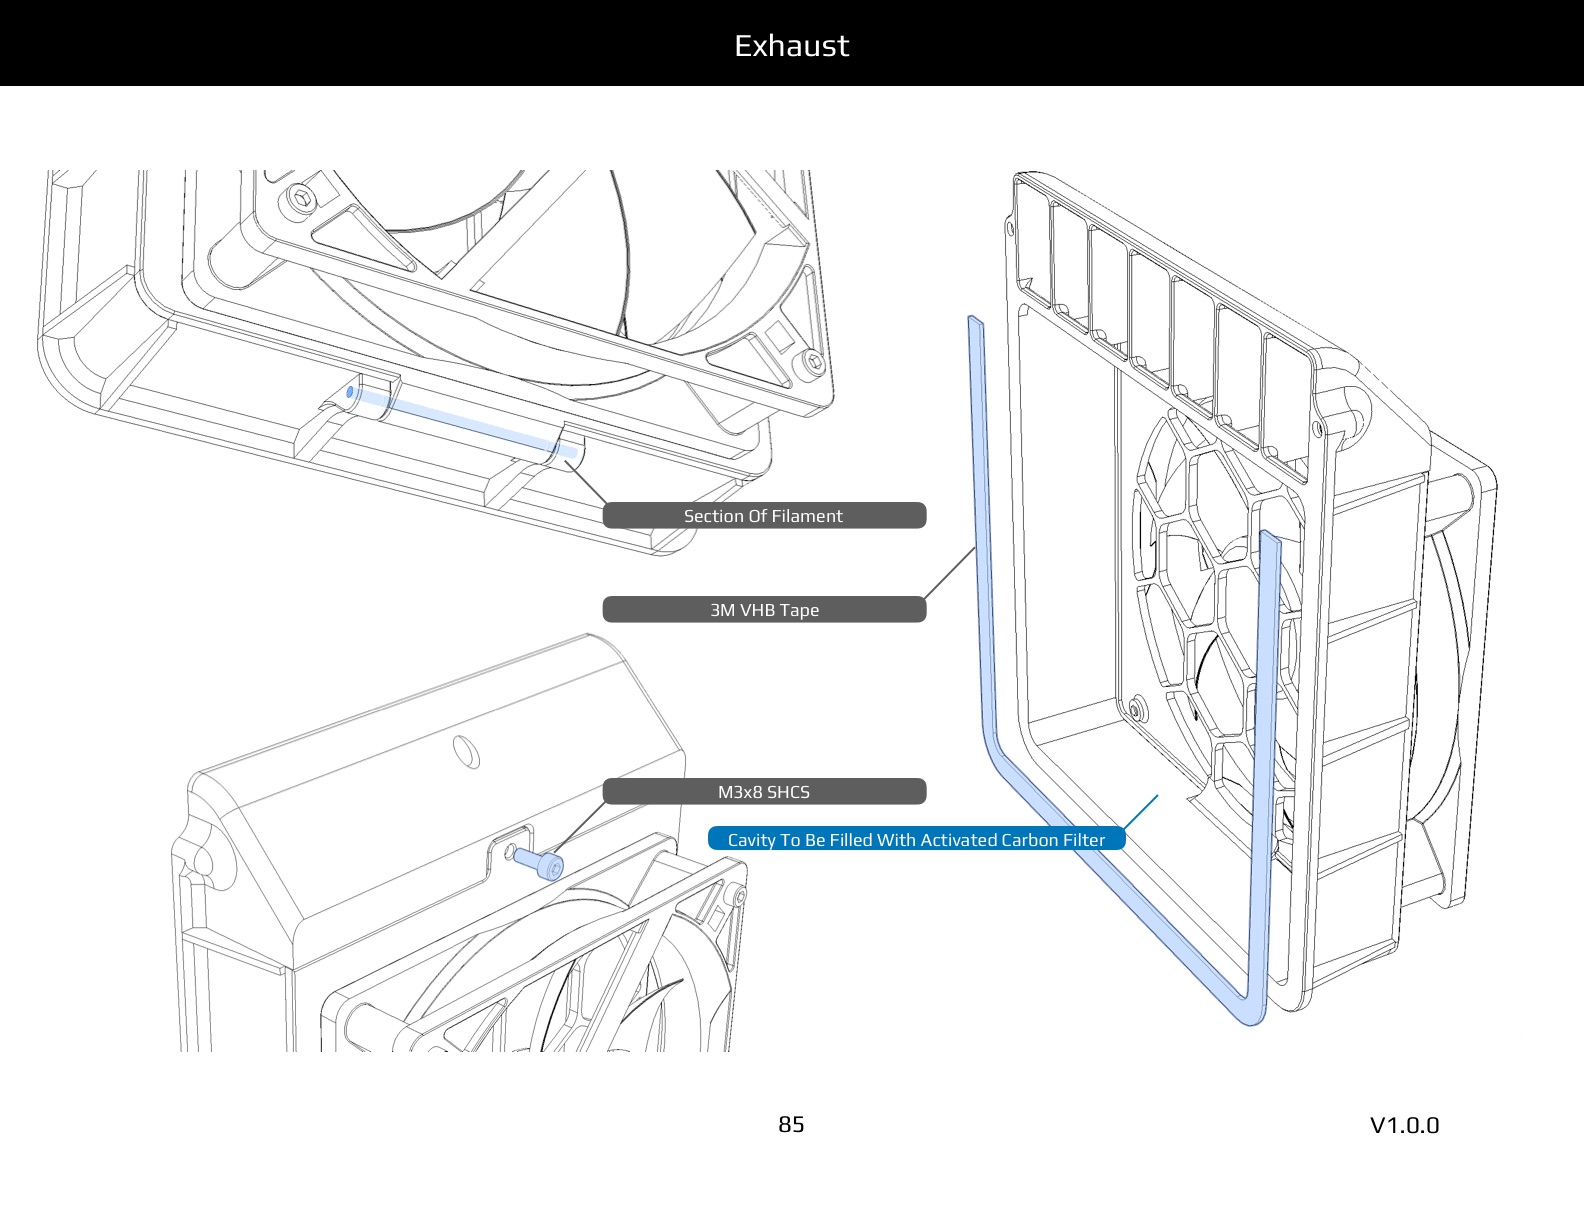 Exhaust
Section Of Filament
3M VHB Tape
M3x8 SHCS
Cavity To Be Filled With Activated Carbon Filter
85
V1.0.0